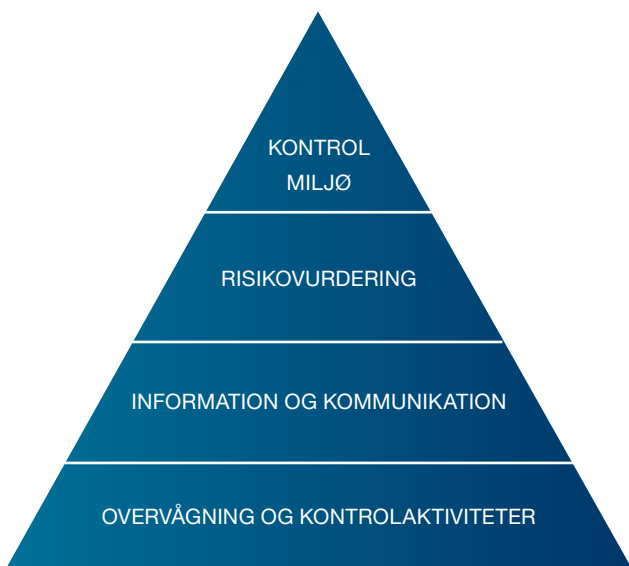 KONTROL
MILJØ
RISIKOVURDERING
INFORMATION OG KOMMUNIKATION
OVERVÅGNING OG KONTROLAKTIVITETER